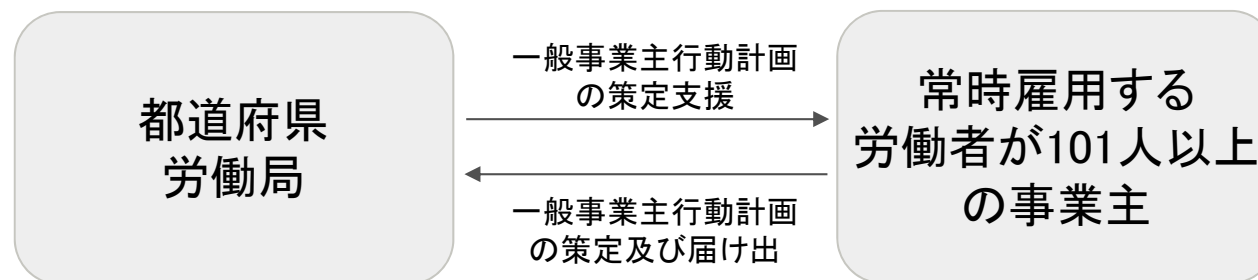 都道府県
労働局
一般事業主行動計画
の策定支援
一般事業主行動計画
の策定及び届け出
常時雇用する
労働者が101人以上
の事業主